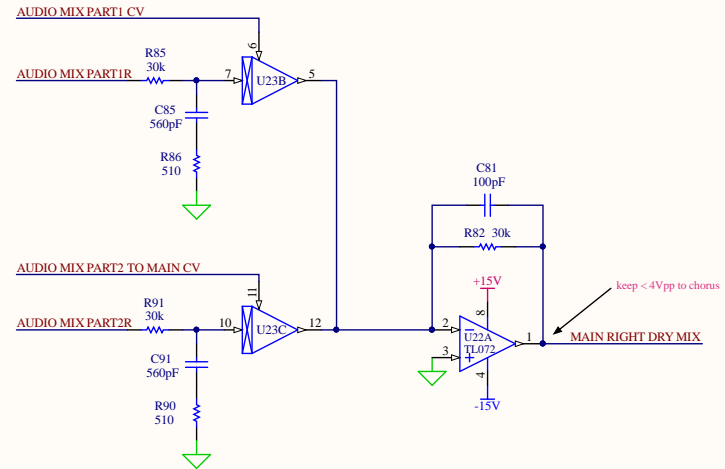 AUDIO MIX PART1 CV
6
R85
30k
AUDIO MIX PART1R
7
U23B
5
C85
560pF
R86
510
C81
100pF
R82 30k
AUDIO MIX PART2 TO MAIN CV
11
+15V
keep < 4Vpp to chorus
R91
30k
AUDIO MIX PART2R
10
U23C
12
8
2
U22A
TL072
1
MAIN RIGHT DRY MIX
3
4
C91
560pF
R90
510
-15V